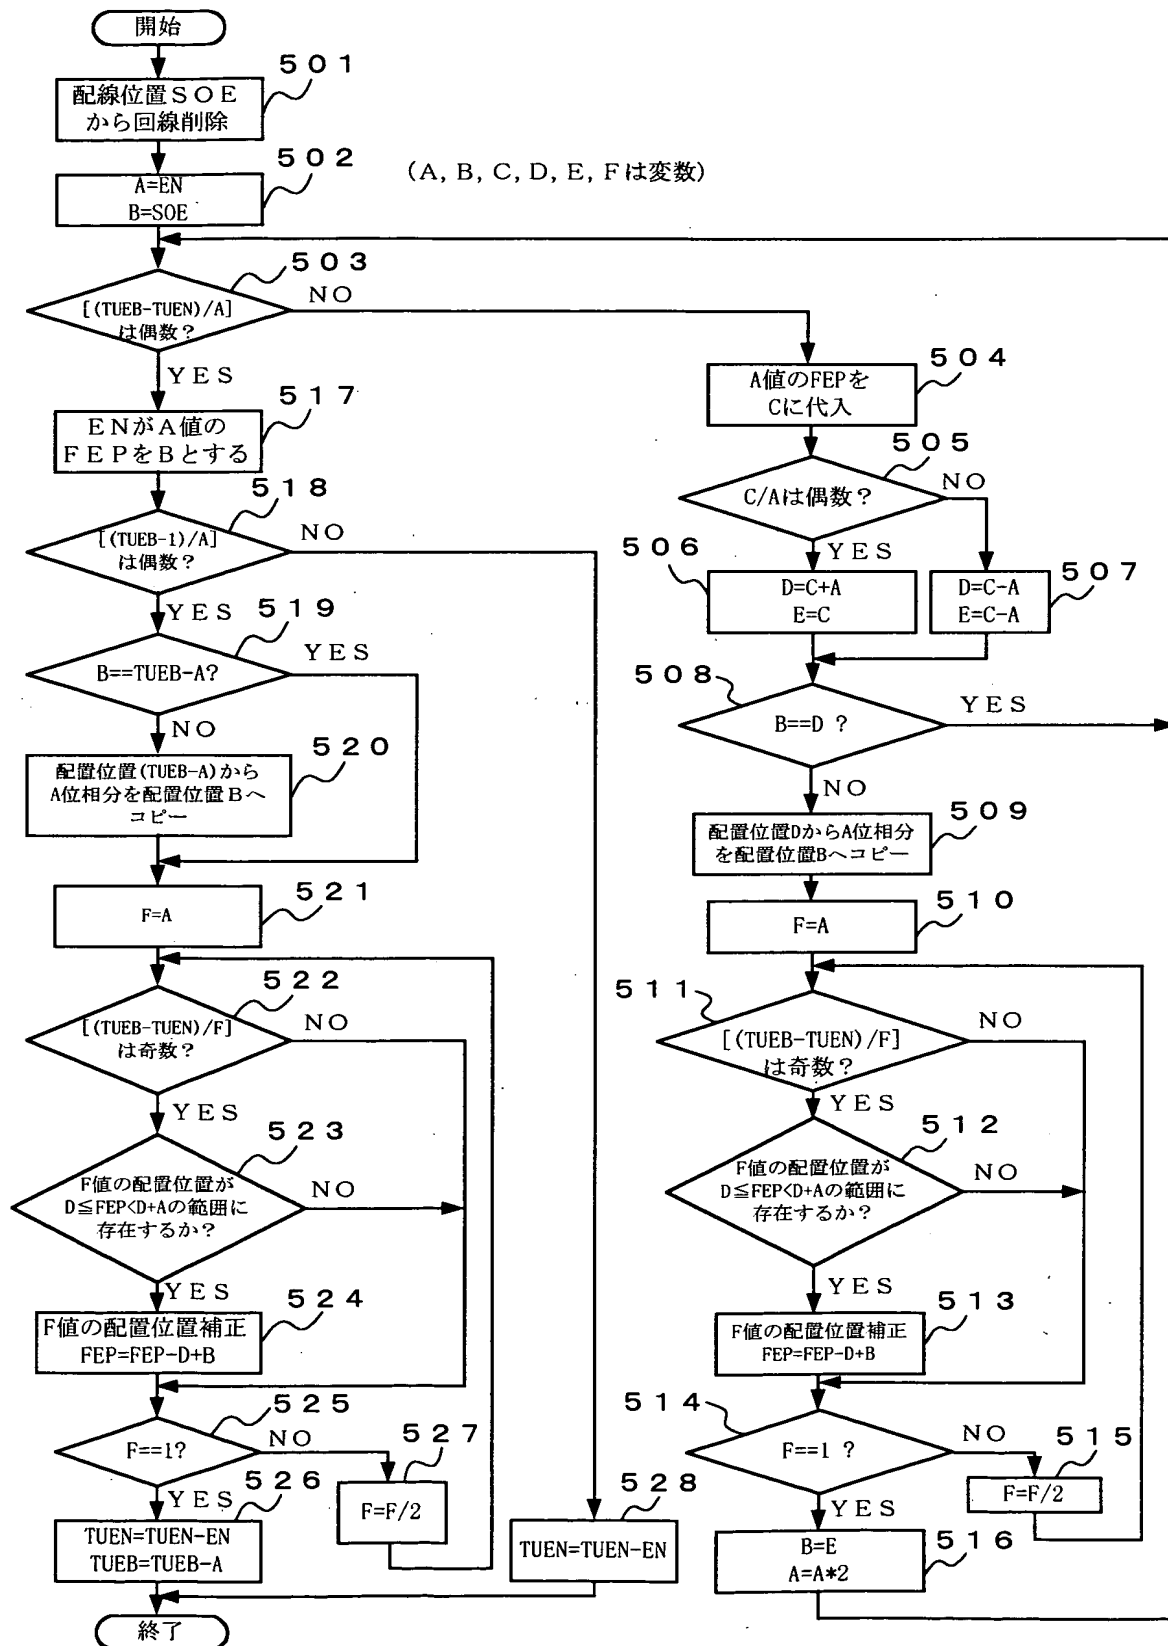 開始
501
配線位置SOE
から回線削除
502
A=EN
B=SOE
(A, B, C, D, E, Fは変数)
503
[(TUEB-TUEN)/A]
は偶数?
NO
YES
504
A値のFEPを
Cに代入
505
C/Aは偶数?
NO
YES
506
D=C+A
E=C
507
D=C-A
E=C-A
508
B==D ?
YES
NO
509
配置位置DからA位相分
を配置位置Bへコピー
510
F=A
511
[(TUEB-TUEN)/F]
は奇数?
NO
YES
512
F値の配置位置が
D≦FEP<D+Aの範囲に
存在するか?
NO
YES
513
F値の配置位置補正
FEP=FEP-D+B
514
F==1 ?
NO
515
F=F/2
YES
516
B=E
A=A*2
517
ENがA値の
FEPをBとする
518
[(TUEB-1)/A]
は偶数?
NO
YES
519
B==TUEB-A?
YES
NO
520
配置位置(TUEB-A)から
A位相分を配置位置Bへ
コピー
521
F=A
522
[(TUEB-TUEN)/F]
は奇数?
NO
YES
523
F値の配置位置が
D≦FEP<D+Aの範囲に
存在するか?
NO
YES
524
F値の配置位置補正
FEP=FEP-D+B
525
F==1?
NO
527
F=F/2
YES
526
TUEN=TUEN-EN
TUEB=TUEB-A
528
TUEN=TUEN-EN
終了